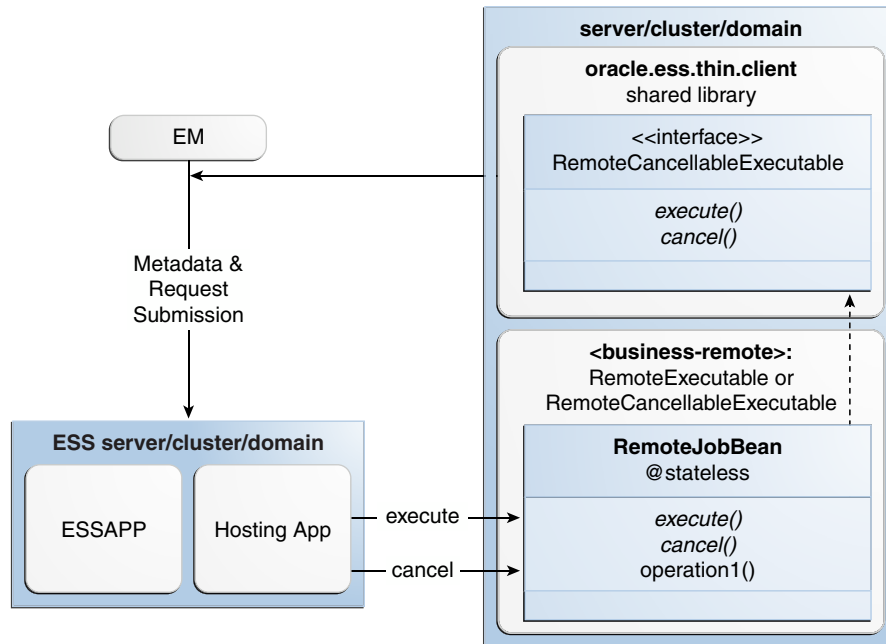 server/cluster/domain
oracle.ess.thin.client
shared library
<<interface>>
RemoteCancellableExecutable
execute()
cancel()
EM
Metadata &
Request
Submission
<business-remote>:
RemoteExecutable or
RemoteCancellableExecutable
RemoteJobBean
@stateless
execute()
cancel()
operation1()
ESS server/cluster/domain
ESSAPP
Hosting App
execute
cancel